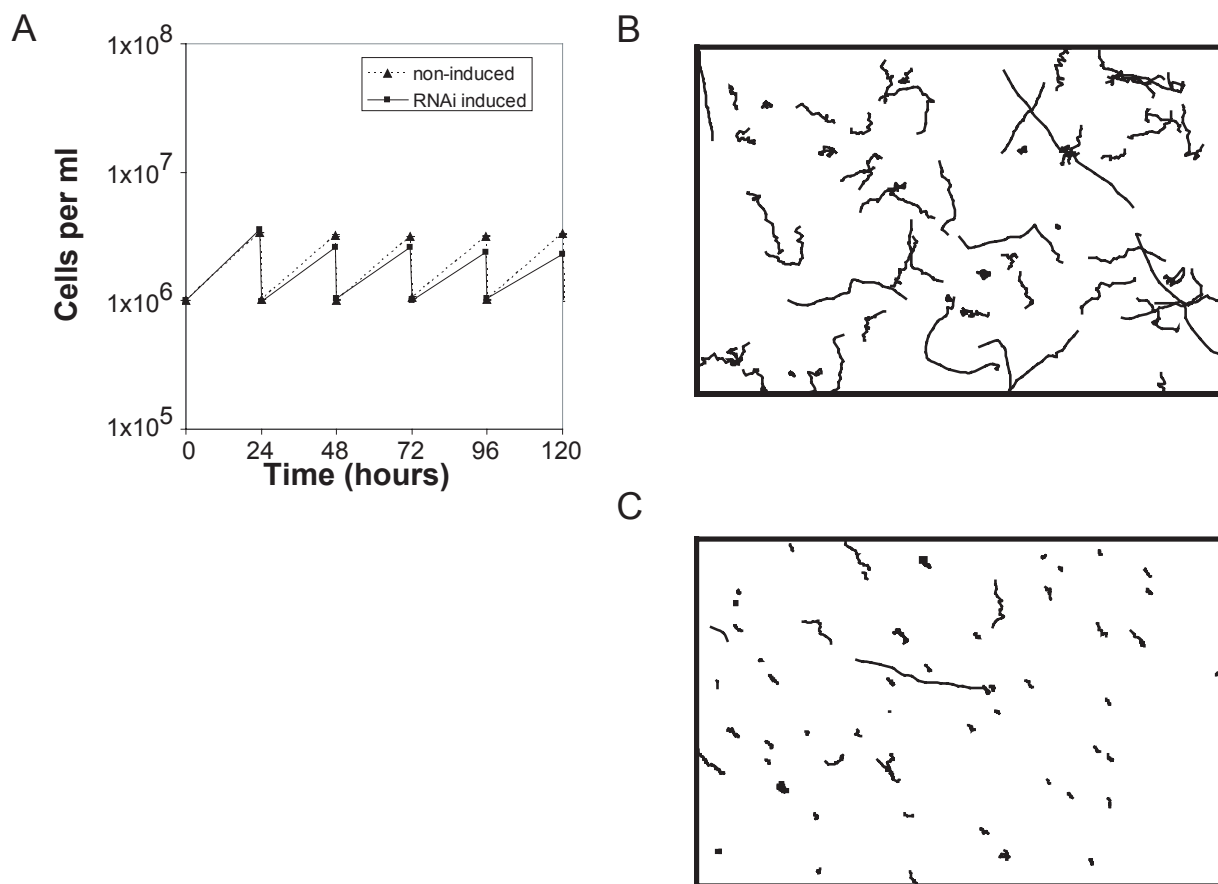 A
1x10^8
1x10^7
1x10^6
1x10^5
Cells per ml
non-induced
RNAi induced
0 24 48 72 96 120
Time (hours)
B
C